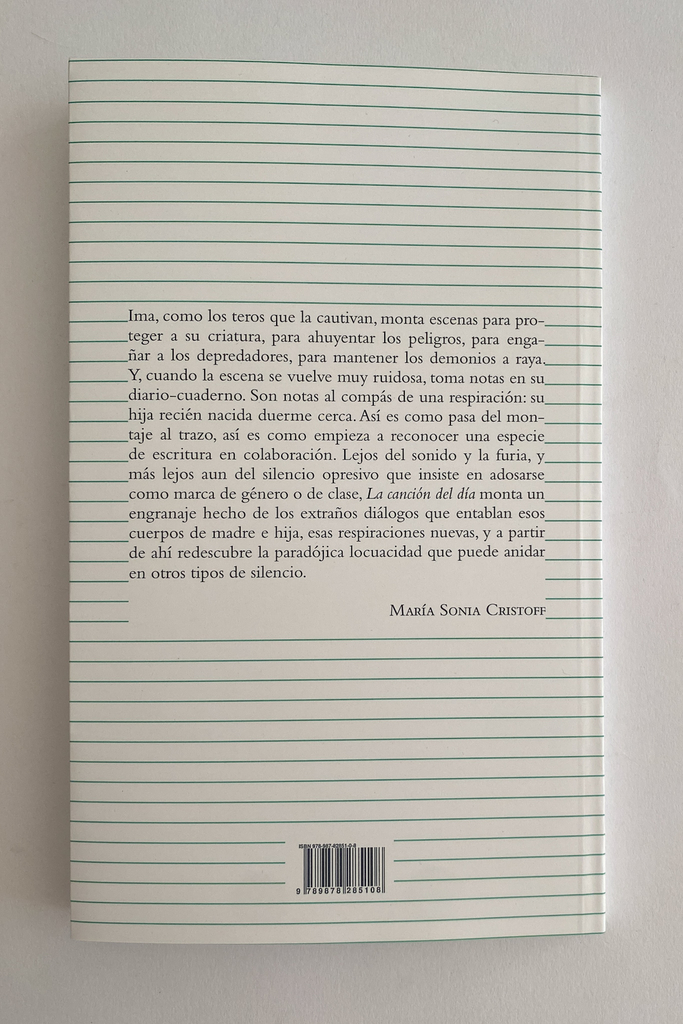 Ima, como los teros que la cautivan, monta escenas para pro-
teger a su criatura, para ahuyentar los peligros, para enga-
ñar a los depredadores, para mantener los demonios a raya.
Y, cuando la escena se vuelve muy ruidosa, toma notas en su
diario-cuaderno. Son notas al compás de una respiración: su
hija recién nacida duerme cerca. Así es como pasa del mon-
taje al trazo, así es como empieza a reconocer una especie
de escritura en colaboración. Lejos del sonido y la furia, y
más lejos aun del silencio opresivo que insiste en adosarse
como marca de género o de clase, La canción del día monta un
engranaje hecho de los extraños diálogos que entablan esos
cuerpos de madre e hija, esas respiraciones nuevas, y a partir
de ahí redescubre la paradójica locuacidad que puede anidar
en otros tipos de silencio.
María Sonia Cristoff
ISBN 978-987-82851-0-8
9 789878 285108